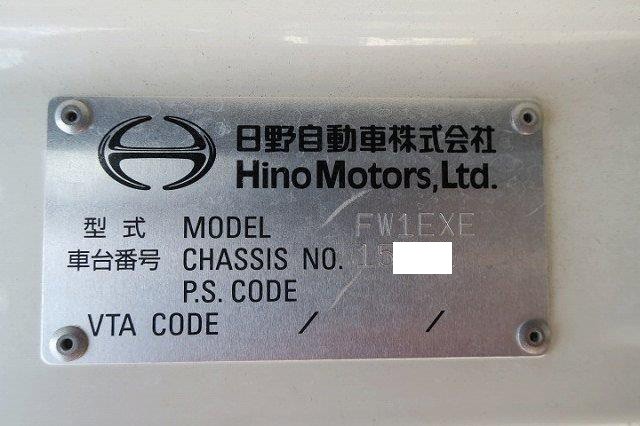 日野自動車株式会社
Hino Motors, Ltd.
型式 MODEL FW1EXE
車台番号 CHASSIS NO. 15
P.S. CODE
VTA CODE / /